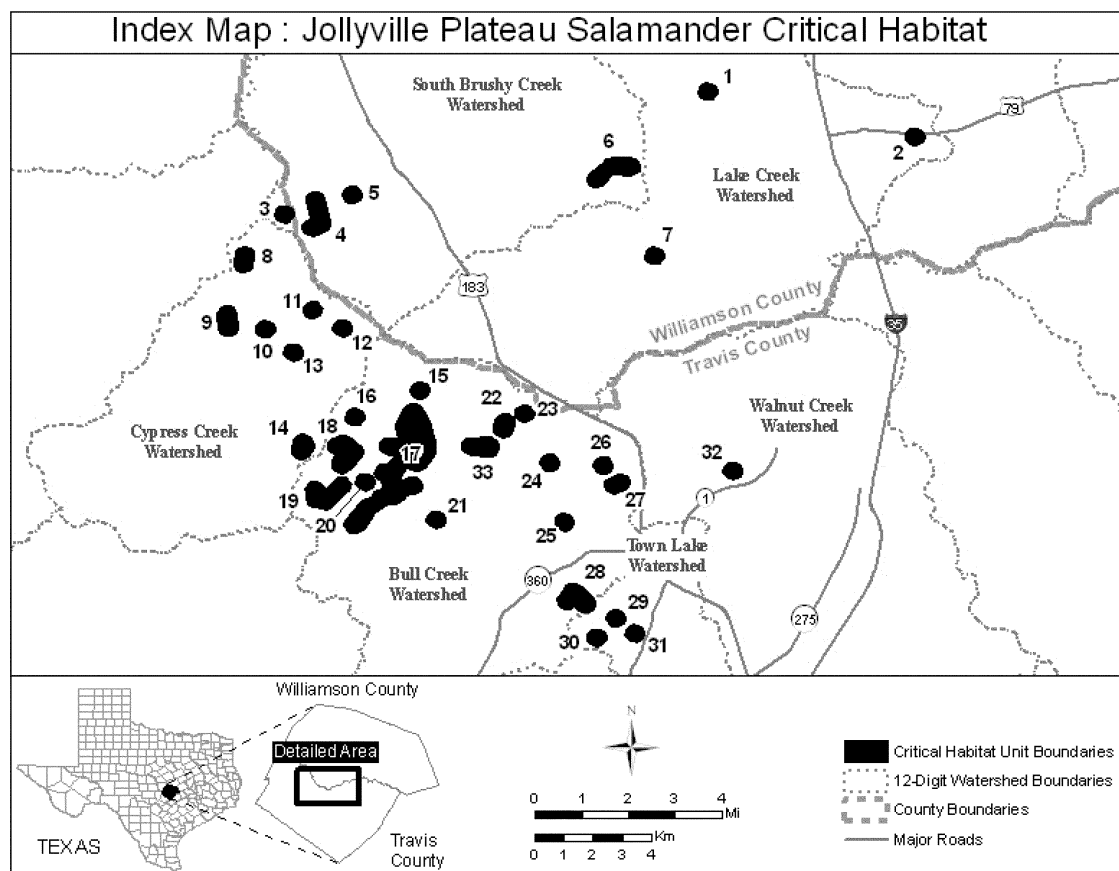 Index Map : Jollyville Plateau Salamander Critical Habitat
South Brushy Creek
Watershed
1
79
2
6
Lake Creek
Watershed
5
3
4
7
8
183
Williamson County
Travis County
35
11
9
10
12
13
15
16
22
23
Walnut Creek
Watershed
Cypress Creek
Watershed
14
18
17
33
26
32
24
27
19
20
21
1
25
Town Lake
Watershed
Bull Creek
Watershed
360
28
29
275
30
31
Williamson County
Detailed Area
TEXAS
Travis
County
N
0 1 2 3 4
Mi
Km
0 1 2 3 4
Critical Habitat Unit Boundaries
12-Digit Watershed Boundaries
County Boundaries
Major Roads